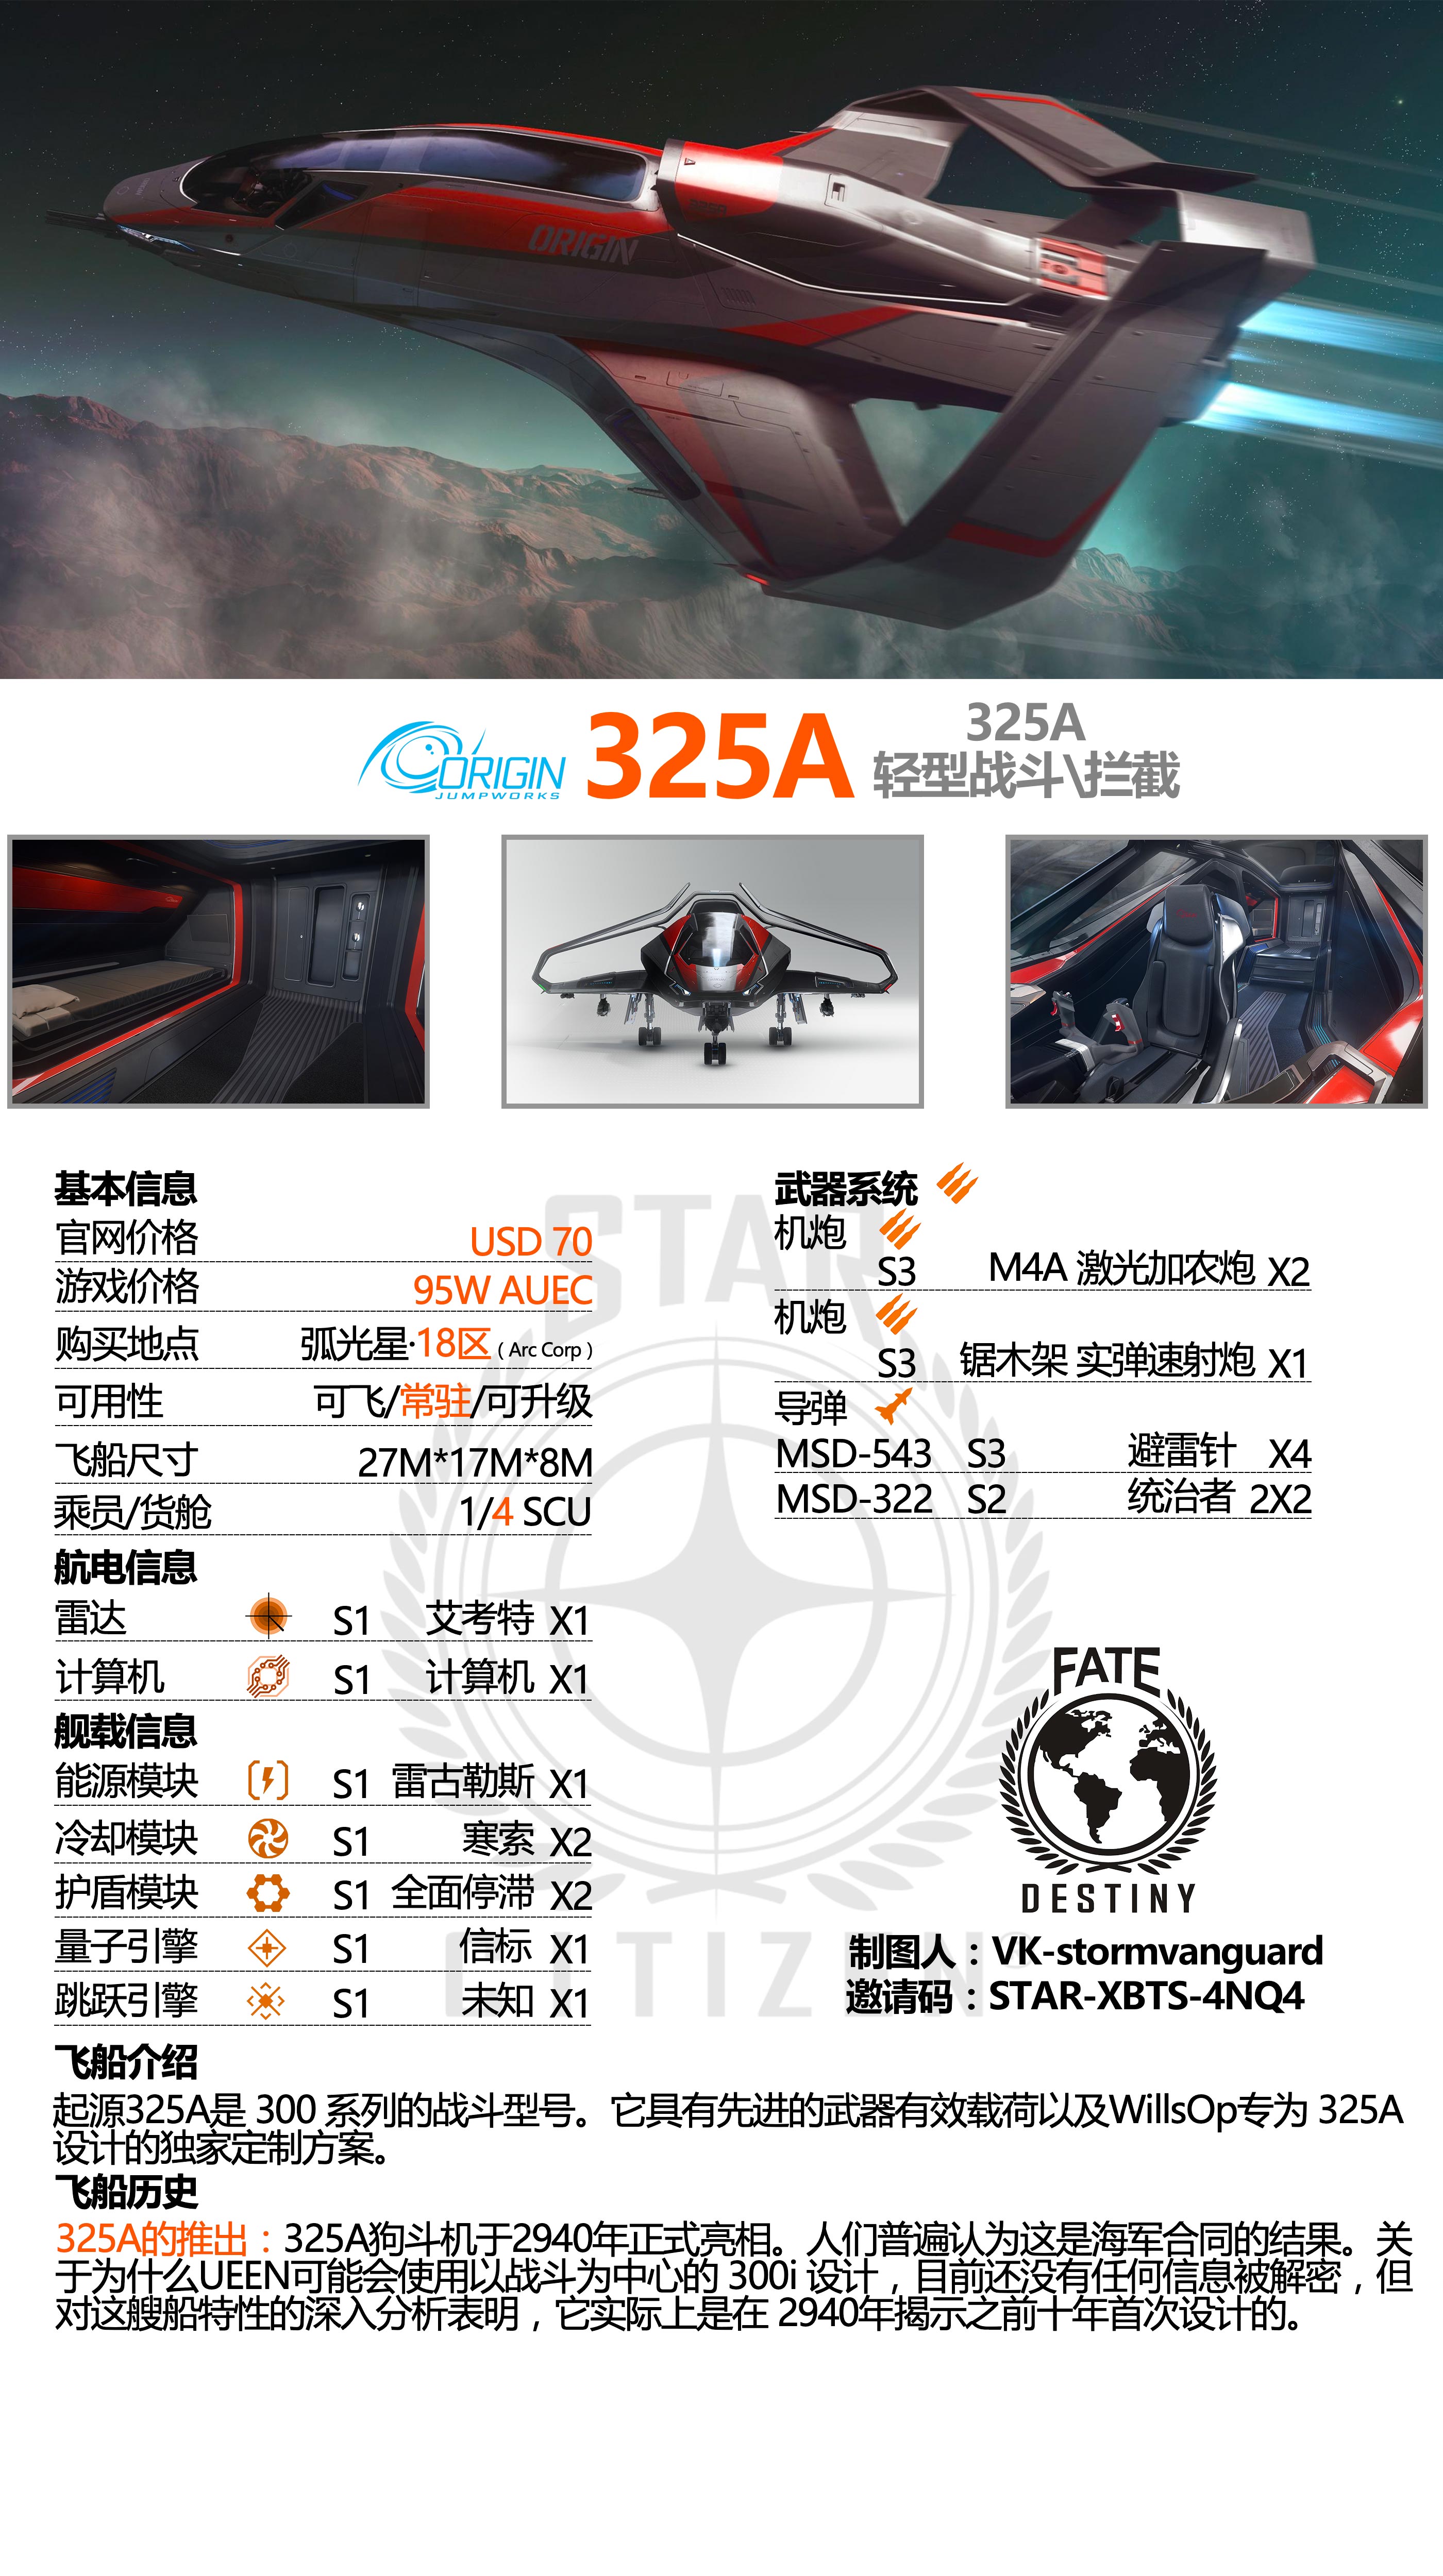 ORIGIN
ORIGIN
JUMPWORKS
325A
325A
轻型战斗\拦截
基本信息
官网价格 USD 70
游戏价格 95W AUEC
购买地点 弧光星·18区 ( Arc Corp )
可用性 可飞/常驻/可升级
飞船尺寸 27M*17M*8M
乘员/货舱 1/4 SCU
航电信息
雷达 S1 艾考特 X1
计算机 S1 计算机 X1
舰载信息
能源模块 S1 雷古勒斯 X1
冷却模块 S1 寒索 X2
护盾模块 S1 全面停滞 X2
量子引擎 S1 信标 X1
跳跃引擎 S1 未知 X1
武器系统
机炮
S3 M4A 激光加农炮 X2
机炮
S3 锯木架 实弹速射炮 X1
导弹
MSD-543 S3 避雷针 X4
MSD-322 S2 统治者 2X2
STAR
CITIZEN
FATE
DESTINY
制图人：VK-stormvanguard
邀请码：STAR-XBTS-4NQ4
飞船介绍
起源325A是 300 系列的战斗型号。它具有先进的武器有效载荷以及WillsOp专为 325A
设计的独家定制方案。
飞船历史
325A的推出：325A狗斗机于2940年正式亮相。人们普遍认为这是海军合同的结果。关
于为什么UEEN可能会使用以战斗为中心的 300i 设计，目前还没有任何信息被解密，但
对这艘船特性的深入分析表明，它实际上是在 2940年揭示之前十年首次设计的。